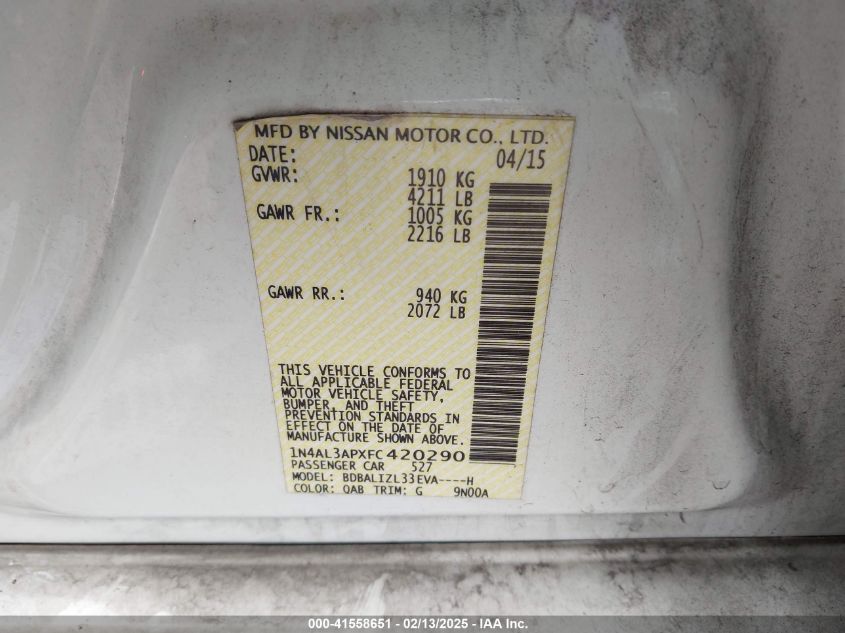 MFD BY NISSAN MOTOR CO., LTD.
DATE: 04/15
GVWR: 1910 KG
4211 LB
GAWR FR.: 1005 KG
2216 LB
GAWR RR.: 940 KG
2072 LB
THIS VEHICLE CONFORMS TO
ALL APPLICABLE FEDERAL
MOTOR VEHICLE SAFETY,
BUMPER, AND THEFT
PREVENTION STANDARDS IN
EFFECT ON THE DATE OF
MANUFACTURE SHOWN ABOVE.
1N4AL3APXFC420290
PASSENGER CAR 527
MODEL: BDBALIZL33EVA----H
COLOR: QAB TRIM: G 9N00A
000-41558651 - 02/13/2025 - IAA Inc.